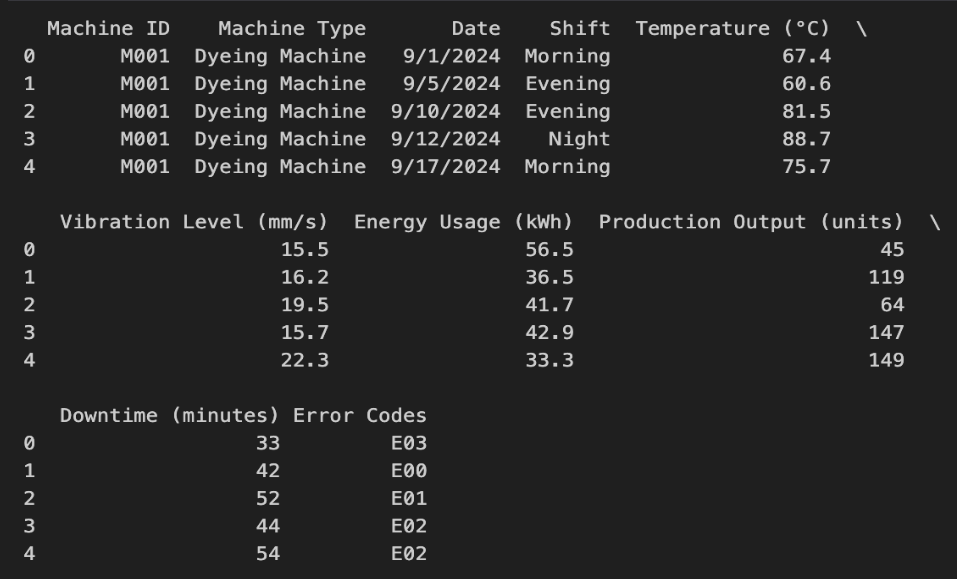 Machine ID Machine Type Date Shift Temperature (°C) \
0 M001 Dyeing Machine 9/1/2024 Morning 67.4
1 M001 Dyeing Machine 9/5/2024 Evening 60.6
2 M001 Dyeing Machine 9/10/2024 Evening 81.5
3 M001 Dyeing Machine 9/12/2024 Night 88.7
4 M001 Dyeing Machine 9/17/2024 Morning 75.7
Vibration Level (mm/s) Energy Usage (kWh) Production Output (units) \
0 15.5 56.5 45
1 16.2 36.5 119
2 19.5 41.7 64
3 15.7 42.9 147
4 22.3 33.3 149
Downtime (minutes) Error Codes
0 33 E03
1 42 E00
2 52 E01
3 44 E02
4 54 E02